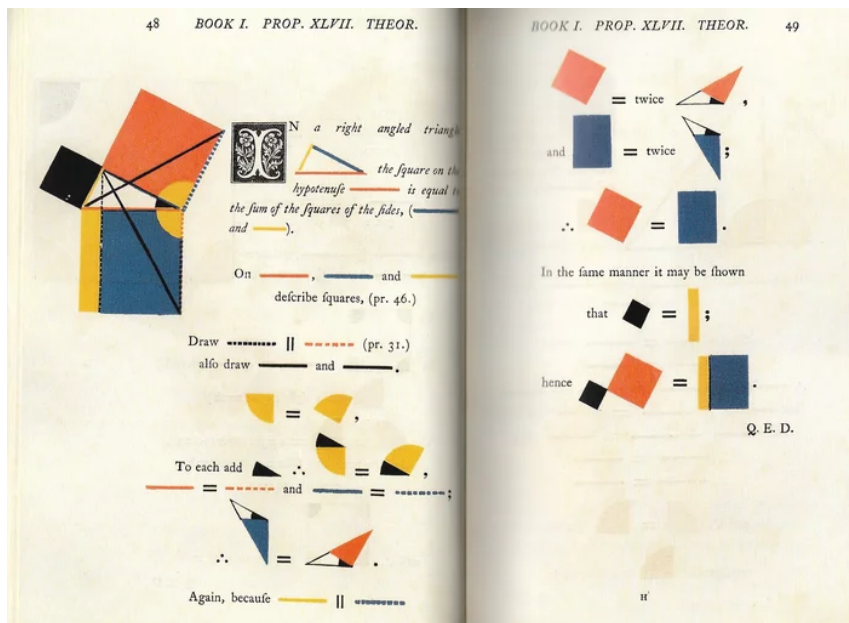 48 BOOK I. PROP. XLVII. THEOR.
IN a right angled
the ſquare on
hypotenuſe is equal
the ſum of the ſquares of the ſides, (
and ).
On , and
deſcribe ſquares, (pr. 46.)
Draw || (pr. 31.)
alſo draw and .
= ,
To each add ∴ = ,
= and = ;
∴ = .
Again, becauſe ||
BOOK I. PROP. XLVII. THEOR. 49
= twice ,
and = twice ;
∴ = .
In the ſame manner it may be ſhown
that = ;
hence = .
Q. E. D.
H